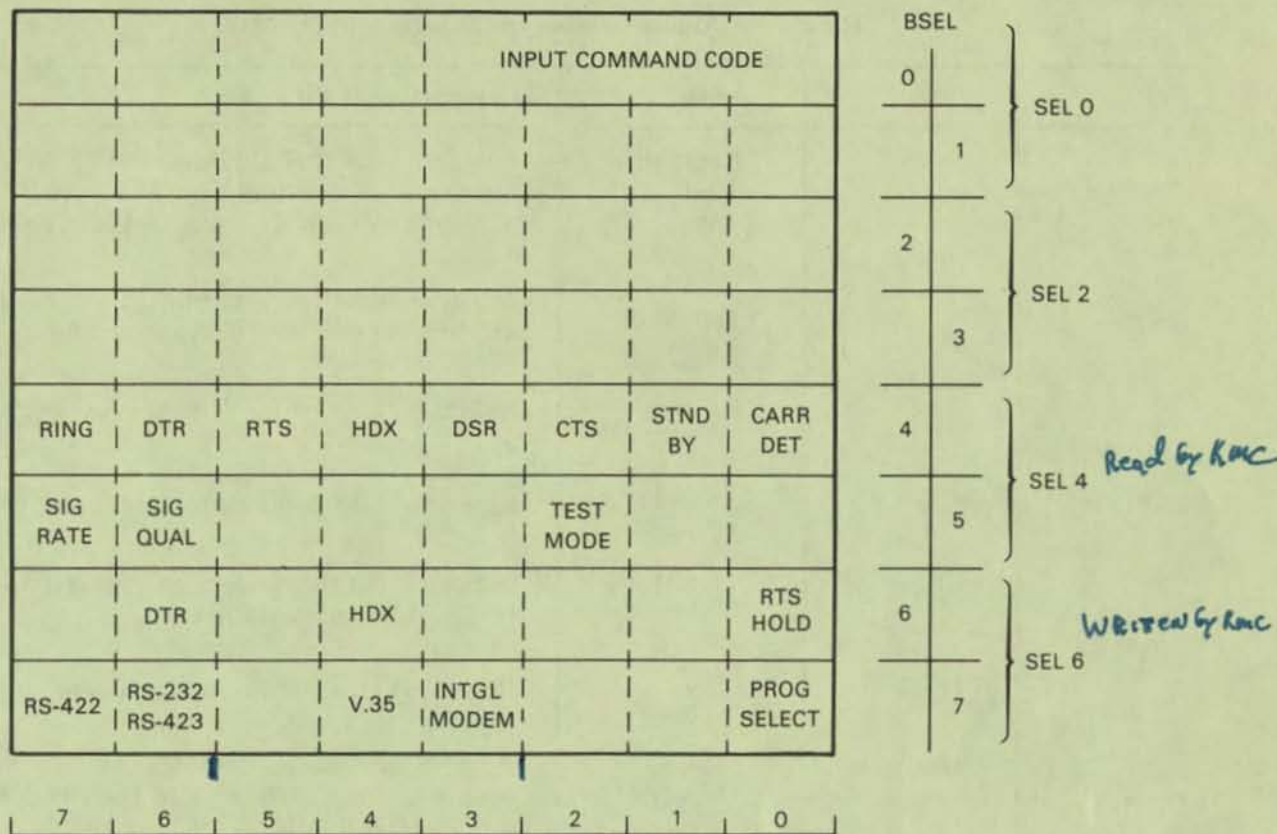 BSEL
INPUT COMMAND CODE
0
SEL 0
1
2
SEL 2
3
RING DTR RTS HDX DSR CTS STND BY CARR DET
4
SEL 4 Read by KMC
SIG RATE SIG QUAL TEST MODE
5
DTR HDX RTS HOLD
6
WRITTEN by KMC
SEL 6
RS-422 RS-232 RS-423 V.35 INTGL MODEM PROG SELECT
7
7 6 5 4 3 2 1 0